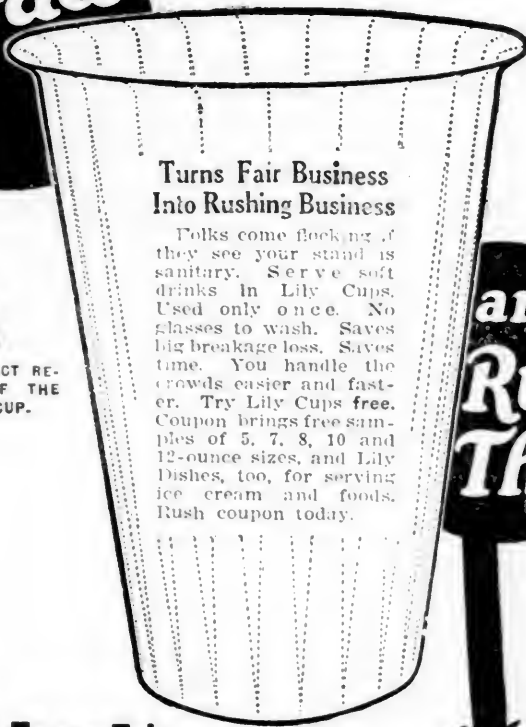 Turns Fair Business
Into Rushing Business
Folks come flocking if
they see your stand is
sanitary. Serve soft
drinks in Lily Cups.
Used only once. No
glasses to wash. Saves
big breakage loss. Saves
time. You handle the
crowds easier and fast-
er. Try Lily Cups free.
Coupon brings free sam-
ples of 5, 7, 8, 10 and
12-ounce sizes, and Lily
Dishes, too, for serving
ice cream and foods.
Rush coupon today.
CT RE-
F THE
CUP.
an
Ru
Th